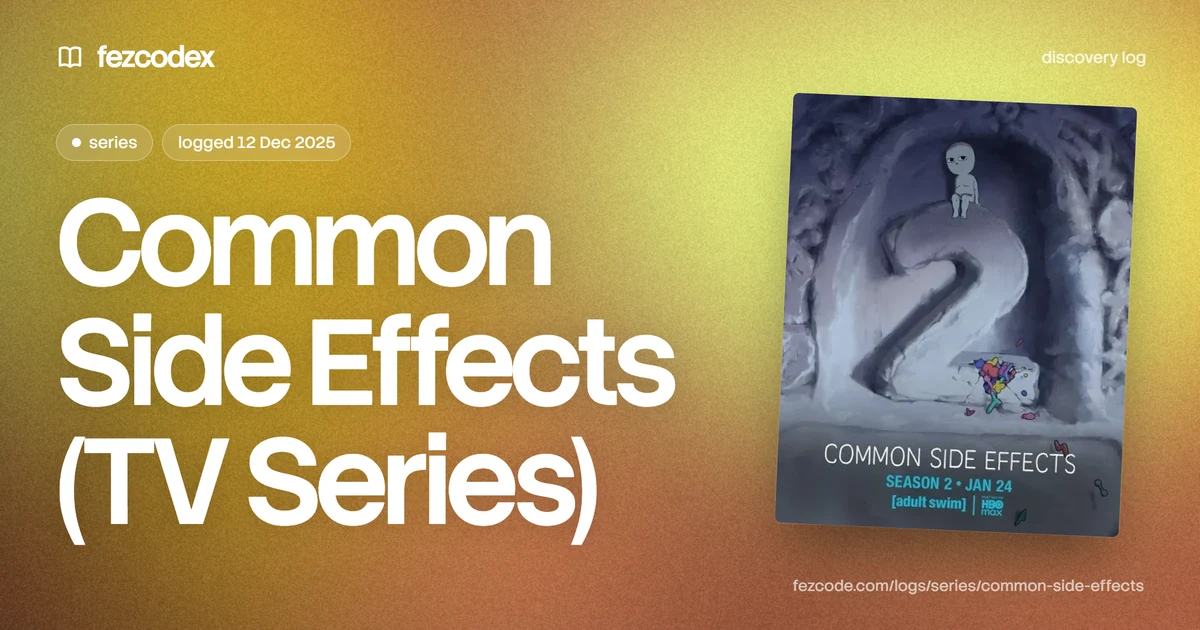 fezcodex
discovery log
series
logged 12 Dec 2025
Common
Side Effects
(TV Series)
2
COMMON SIDE EFFECTS
SEASON 2 • JAN 24
[adult swim]
HBO
max
fezcode.com/logs/series/common-side-effects